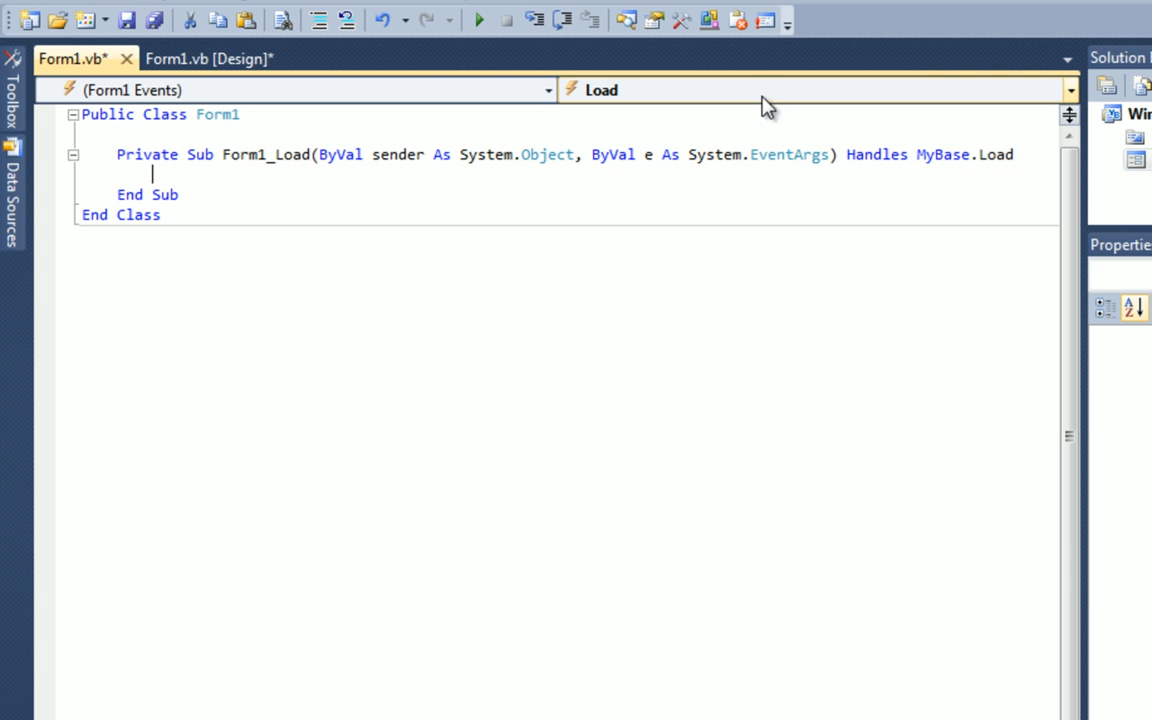 Form1.vb* Form1.vb [Design]*
Solution
Toolbox
Data Sources
(Form1 Events) Load
Public Class Form1
Private Sub Form1_Load(ByVal sender As System.Object, ByVal e As System.EventArgs) Handles MyBase.Load
End Sub
End Class
Properties